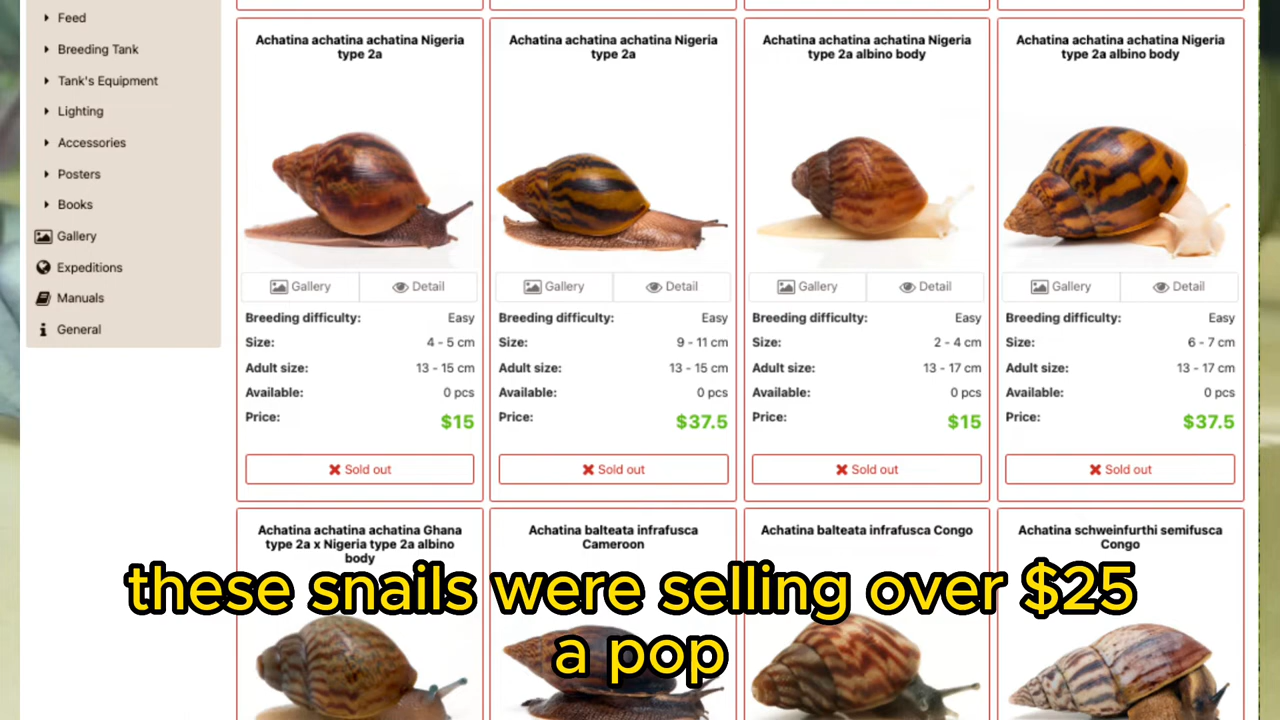 Feed
Breeding Tank
Tank's Equipment
Lighting
Accessories
Posters
Books
Gallery
Expeditions
Manuals
General
Achatina achatina achatina Nigeria
type 2a
Gallery
Detail
Breeding difficulty: Easy
Size: 4 - 5 cm
Adult size: 13 - 15 cm
Available: 0 pcs
Price: $15
Sold out
Achatina achatina achatina Nigeria
type 2a
Gallery
Detail
Breeding difficulty: Easy
Size: 9 - 11 cm
Adult size: 13 - 15 cm
Available: 0 pcs
Price: $37.5
Sold out
Achatina achatina achatina Nigeria
type 2a albino body
Gallery
Detail
Breeding difficulty: Easy
Size: 2 - 4 cm
Adult size: 13 - 17 cm
Available: 0 pcs
Price: $15
Sold out
Achatina achatina achatina Nigeria
type 2a albino body
Gallery
Detail
Breeding difficulty: Easy
Size: 6 - 7 cm
Adult size: 13 - 17 cm
Available: 0 pcs
Price: $37.5
Sold out
Achatina achatina achatina Ghana
type 2a x Nigeria type 2a albino
body
Achatina balteata infrafusca
Cameroon
Achatina balteata infrafusca Congo
Achatina schweinfurthi semifusca
Congo
these snails were selling over $25
a pop